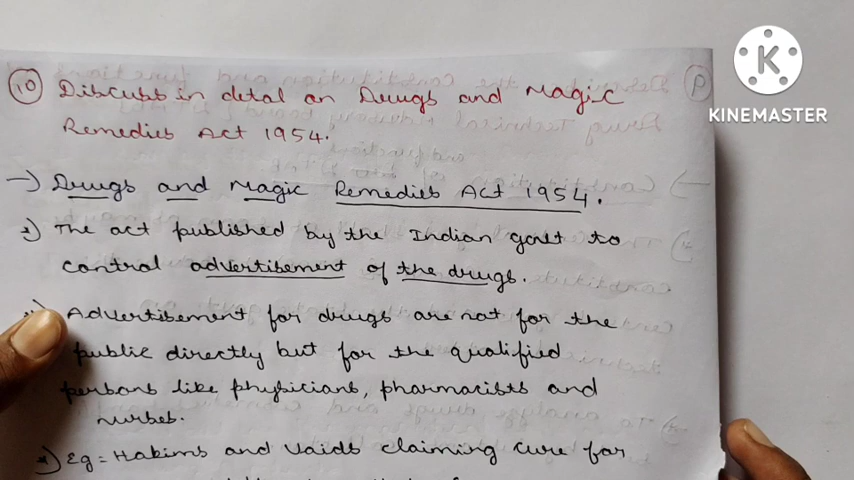 10 Discuss in detal on Drugs and Magic
Remedies Act 1954.
→) Drugs and Magic Remedies Act 1954.
*) The act published by the Indian govt to
control advertisement of the drugs.
Advertisement for drugs are not for the
public directly but for the qualified
persons like physicians, pharmacists and
nurses.
*) Eg = Hakims and Vaids claiming cure for
P
K
KINEMASTER